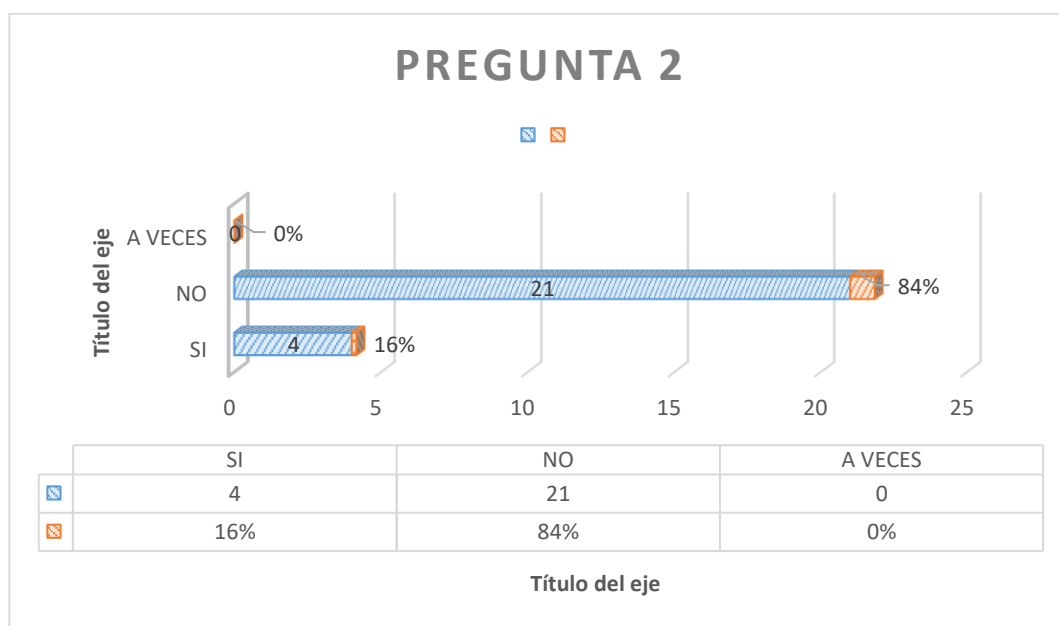 PREGUNTA 2
Título del eje
A VECES 0 0%
NO 21 84%
SI 4 16%
0 5 10 15 20 25
SI NO A VECES
4 21 0
16% 84% 0%
Título del eje